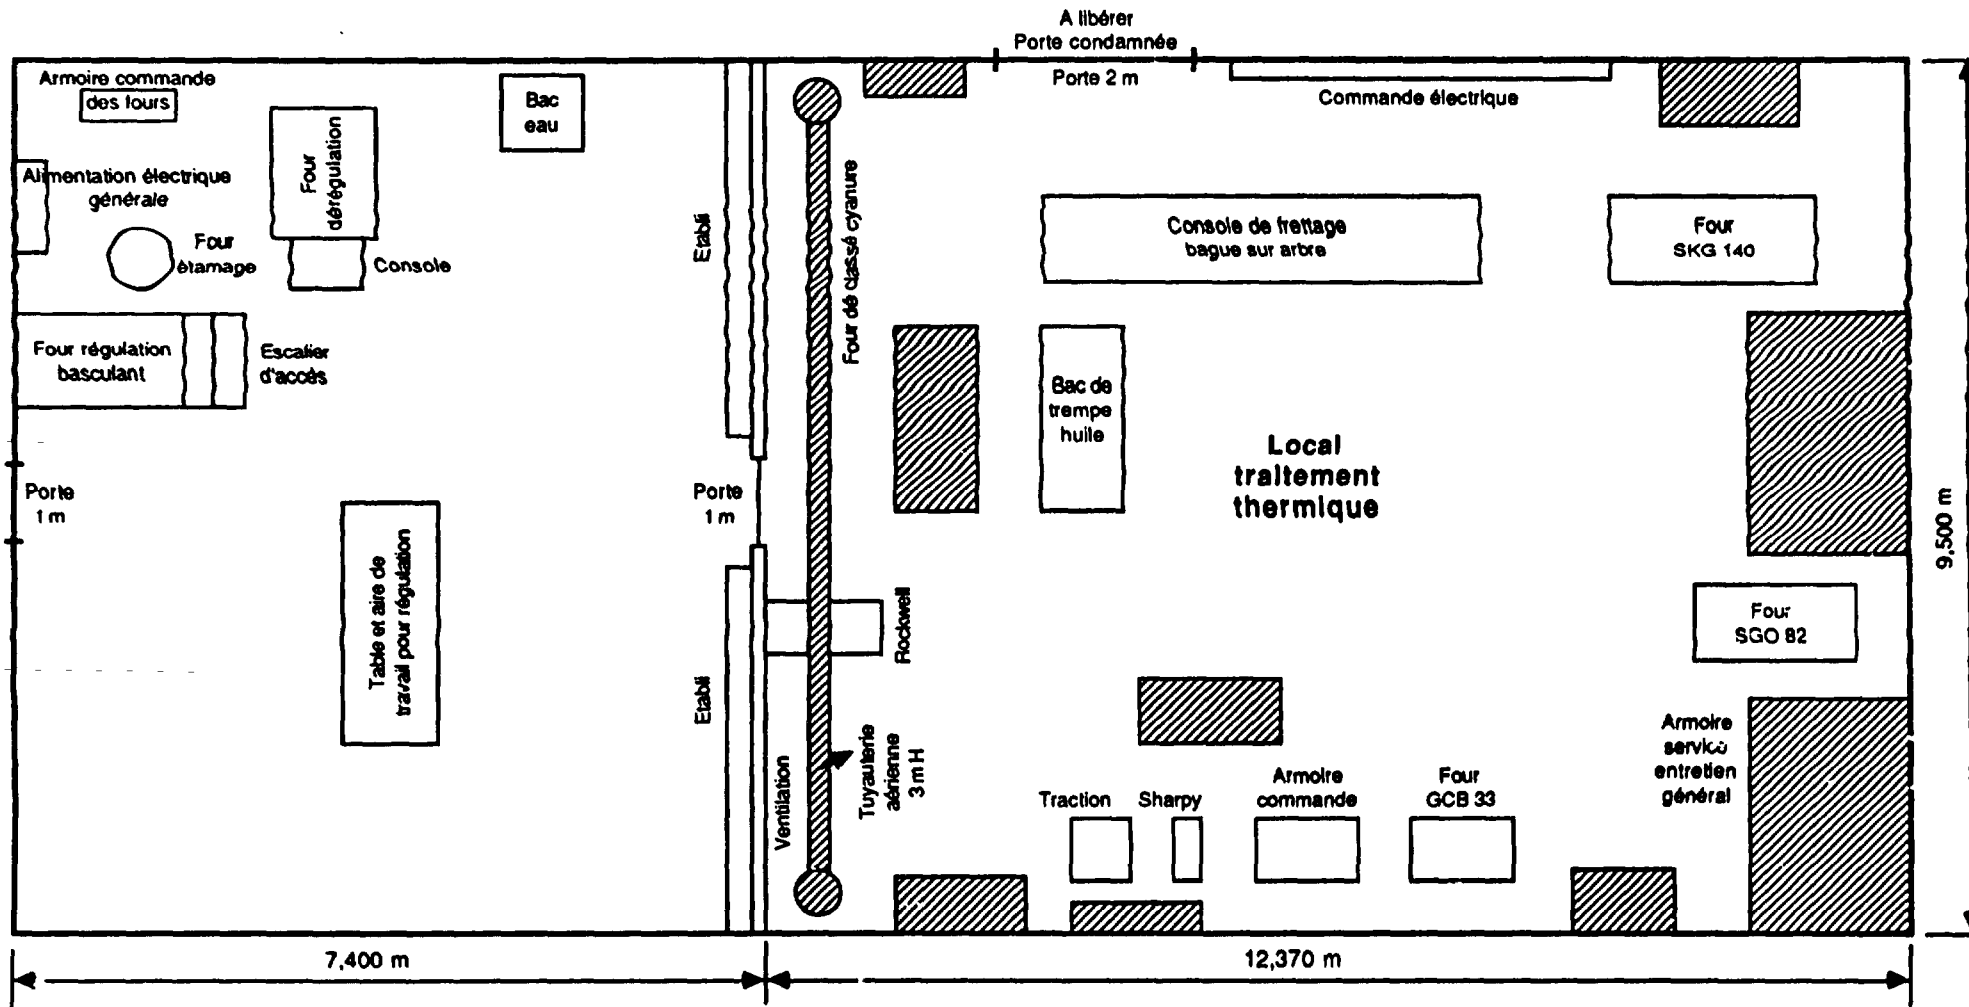 A libérer
Porte condamnée
Porte 2 m
Armoire commande
des fours
Bac
eau
Commande électrique
Four
dérégulation
Alimentation électrique
générale
Four
étamage
Console
Etabli
Four dé classé cyanure
Console de frettage
bague sur arbre
Four
SKG 140
Four régulation
basculant
Escalier
d'accès
Bac de
trempe
huile
Local
traitement
thermique
Porte
1 m
Porte
1 m
9,500 m
Table et aire de
travail pour régulation
Etabli
Rockwell
Four
SGO 82
Ventilation
Tuyauterie
aérienne
3 m H
Armoire
service
entretien
général
Traction
Sharpy
Armoire
commande
Four
GCB 33
7,400 m
12,370 m